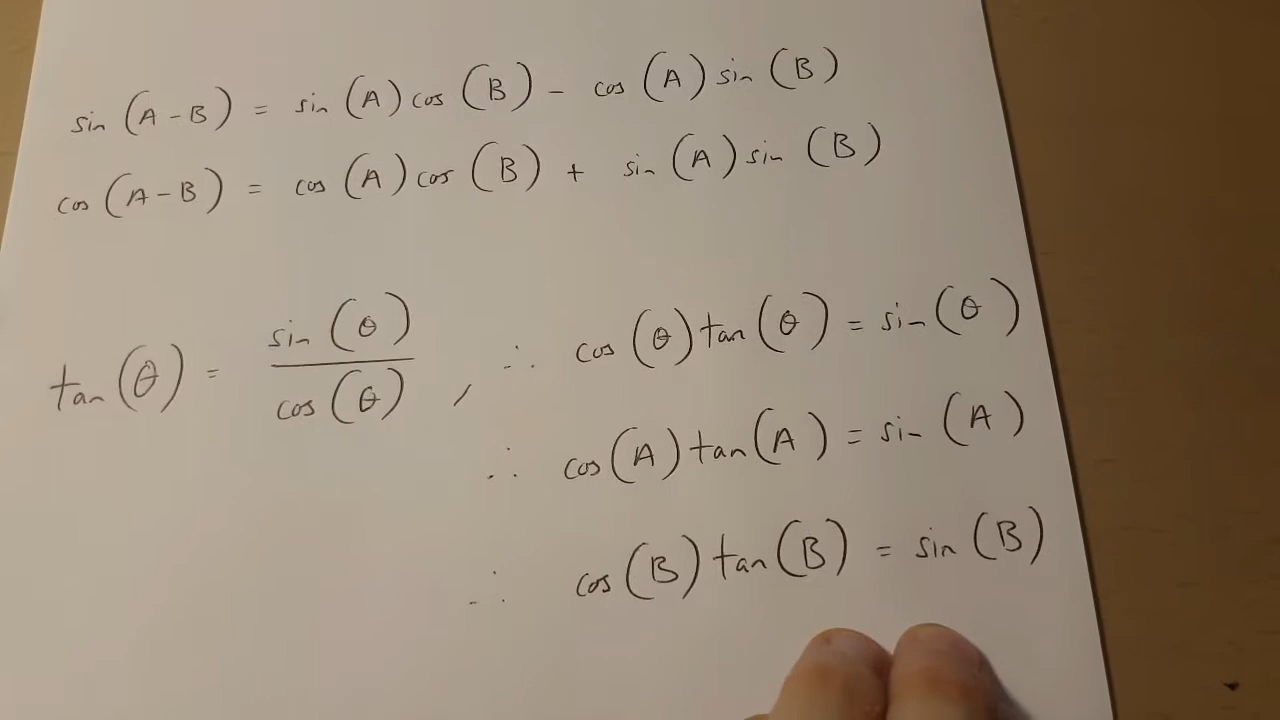 sin (A-B) = sin (A) cos (B) - cos (A) sin (B)
cos (A-B) = cos (A) cos (B) + sin (A) sin (B)
tan (θ) = sin (θ) / cos (θ) , ∴ cos (θ) tan (θ) = sin (θ)
∴ cos (A) tan (A) = sin (A)
∴ cos (B) tan (B) = sin (B)